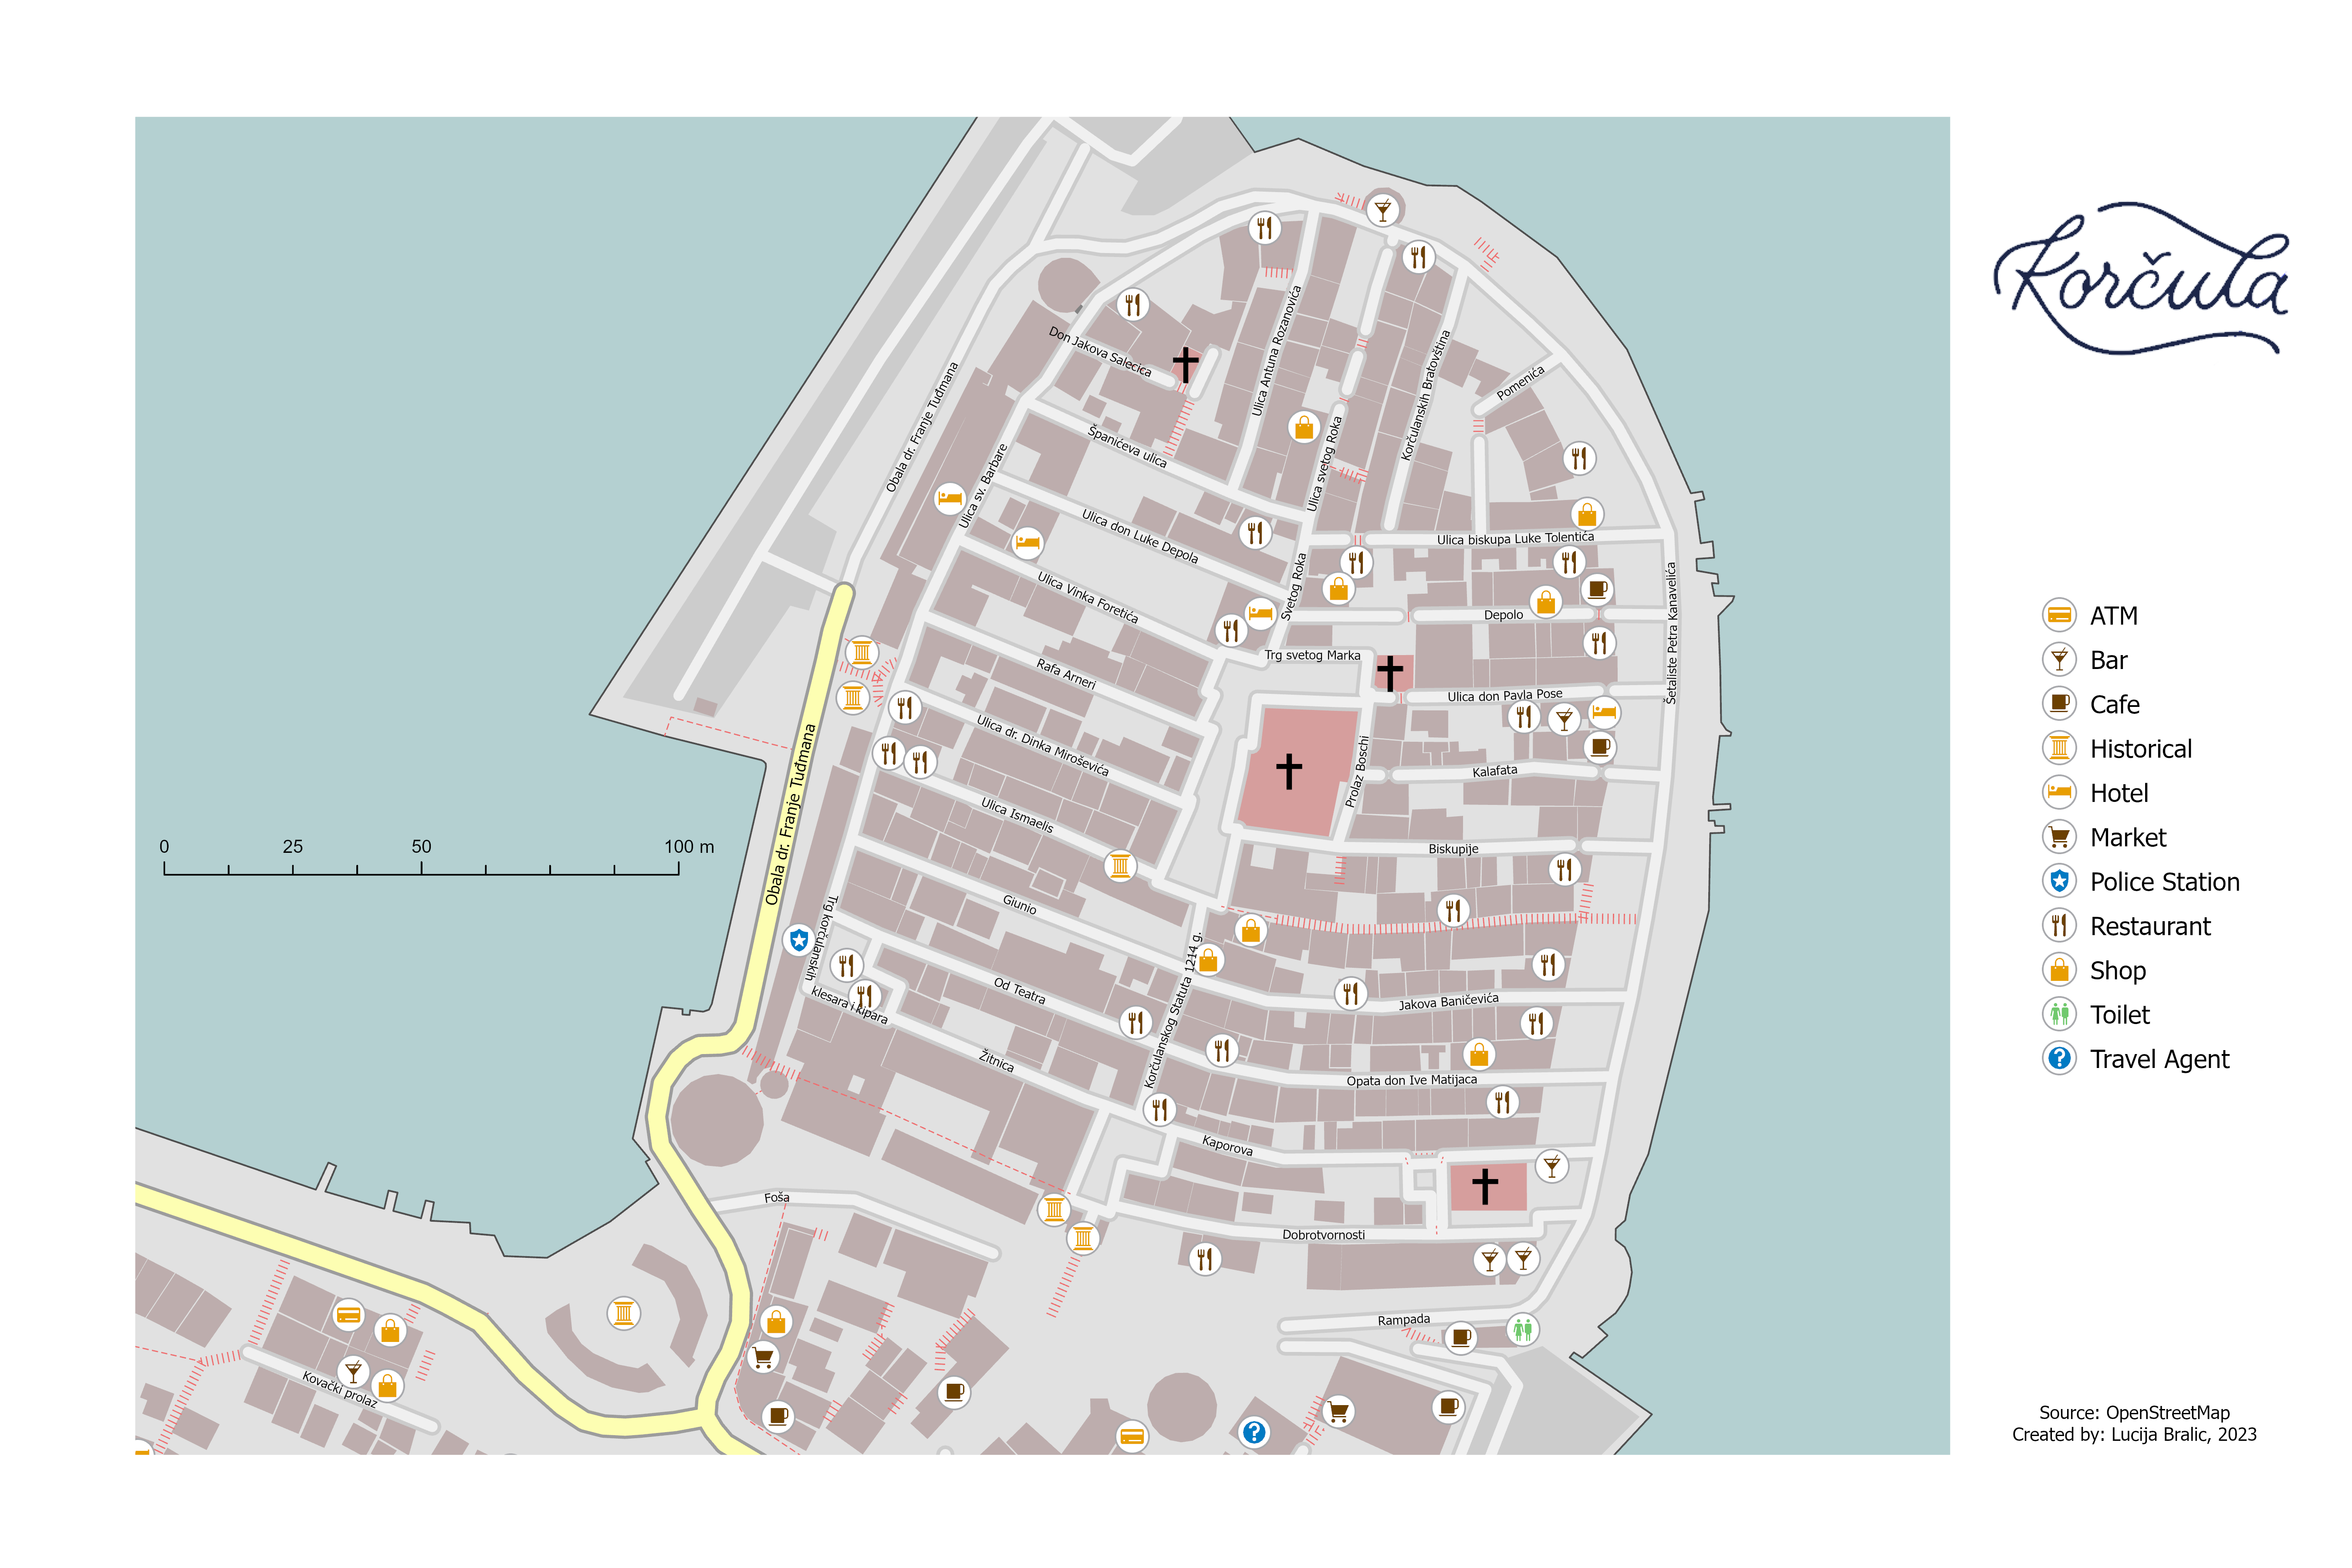 Korčula
Don Jakova Salecica
Obala dr. Franje Tuđmana
Ulica Antuna Rozanovića
Korčulanskih Bratovština
Pomenića
Španićeva ulica
Ulica sv. Barbare
Ulica svetog Roka
Ulica don Luke Depola
Ulica biskupa Luke Tolentića
Ulica Vinka Foretića
Svetog Roka
Depolo
Šetaliste Petra Kanavelića
Trg svetog Marka
Rafa Arneri
Ulica don Pavla Pose
Ulica dr. Dinka Miroševića
Obala dr. Franje Tuđmana
Prolaz Boschi
Kalafata
Ulica Ismaelis
Biskupije
Giunio
Trg korčulanskih
klesara i kipara
Od Teatra
Korčulanskog Statuta 1214 g.
Jakova Baničevića
Žitnica
Opata don Ive Matijaca
Kaporova
Foša
Dobrotvornosti
Rampada
Kovački prolaz
0 25 50 100 m
ATM
Bar
Cafe
Historical
Hotel
Market
Police Station
Restaurant
Shop
Toilet
Travel Agent
Source: OpenStreetMap
Created by: Lucija Bralic, 2023